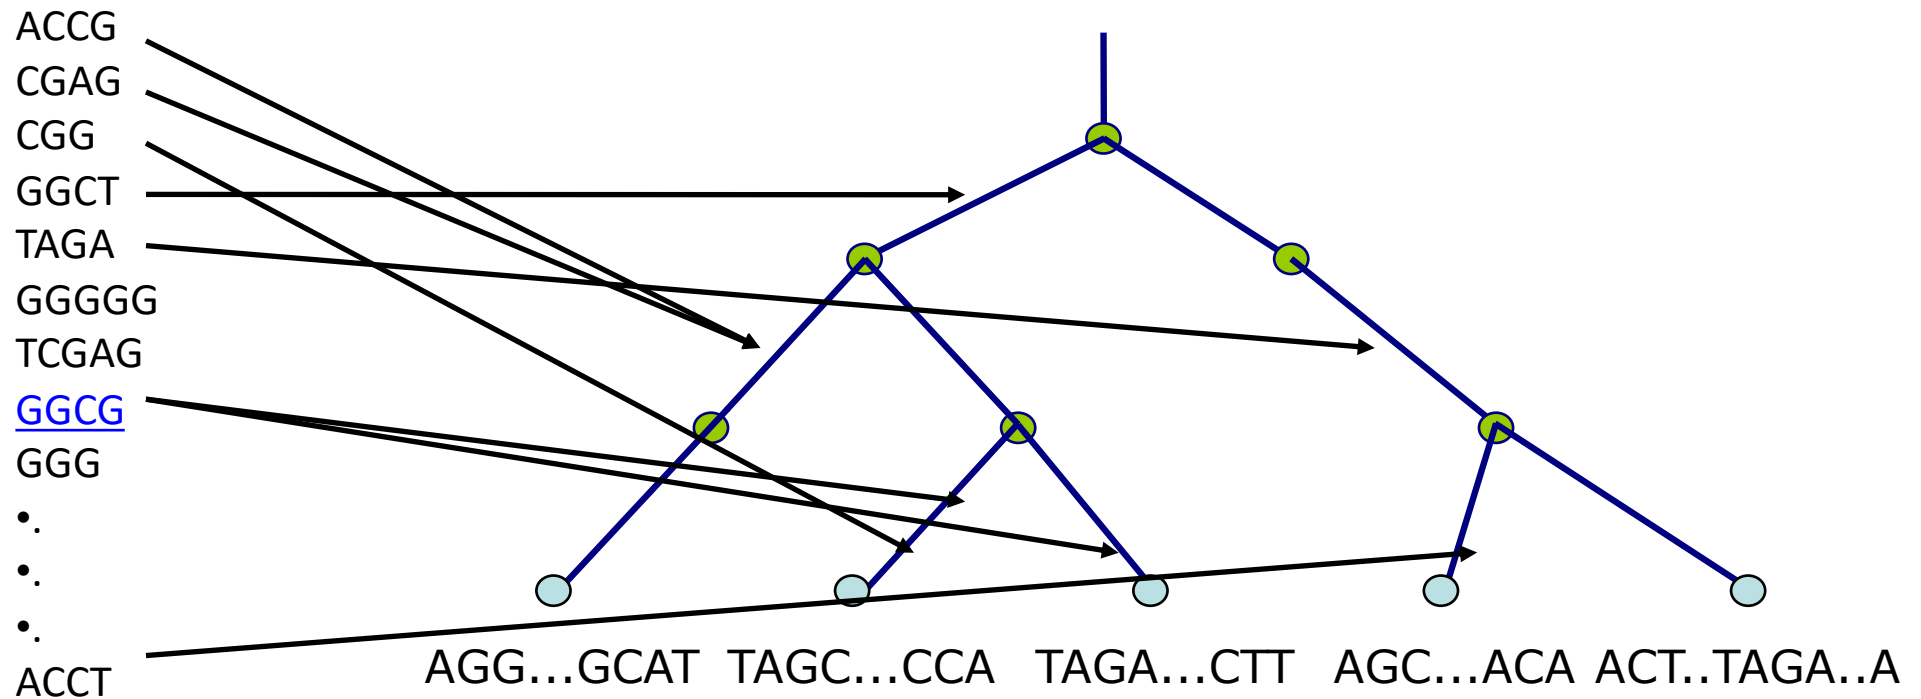 ACCG
CGAG
CGG
GGCT
TAGA
GGGGG
TCGAG
GGCG
GGG
•.
•.
•.
ACCT
AGG...GCAT TAGC...CCA TAGA...CTT AGC...ACA ACT..TAGA..A